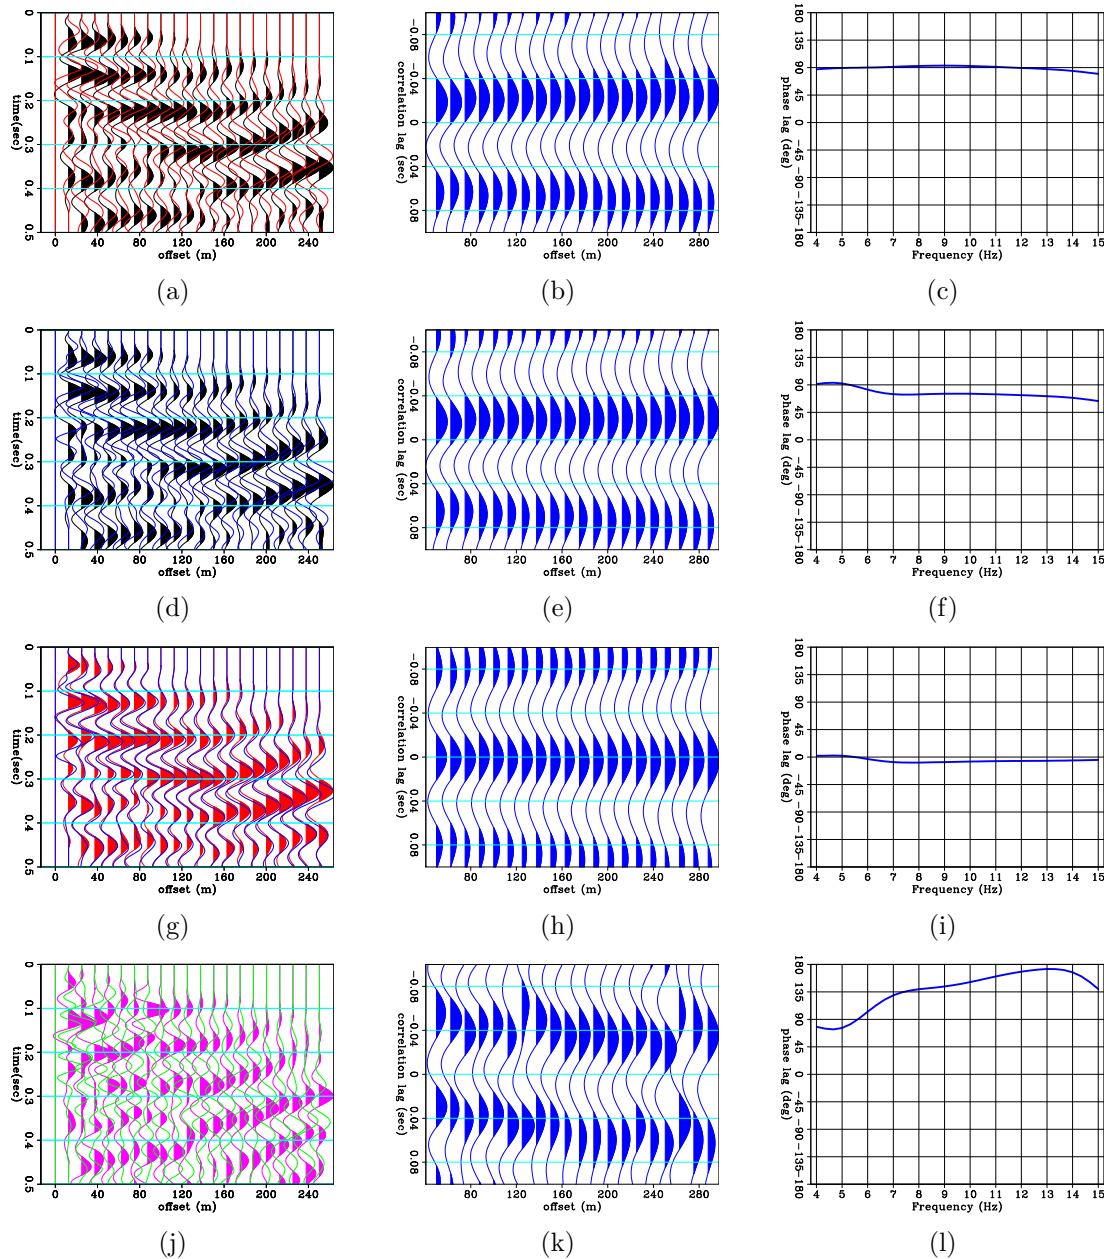 0 0.1 0.2 0.3 0.4 0.5
time(sec)
0 40 80 120 160 200 240
offset (m)
(a)
−0.08 −0.04 0 0.04 0.08
correlation lag (sec)
80 120 160 200 240 280
offset (m)
(b)
180 135 90 45 0 −45 −90 −135 −180
phase lag (deg)
4 5 6 7 8 9 10 11 12 13 14 15
Frequency (Hz)
(c)
0 0.1 0.2 0.3 0.4 0.5
time(sec)
0 40 80 120 160 200 240
offset (m)
(d)
−0.08 −0.04 0 0.04 0.08
correlation lag (sec)
80 120 160 200 240 280
offset (m)
(e)
180 135 90 45 0 −45 −90 −135 −180
phase lag (deg)
4 5 6 7 8 9 10 11 12 13 14 15
Frequency (Hz)
(f)
0 0.1 0.2 0.3 0.4 0.5
time(sec)
0 40 80 120 160 200 240
offset (m)
(g)
−0.08 −0.04 0 0.04 0.08
correlation lag (sec)
80 120 160 200 240 280
offset (m)
(h)
180 135 90 45 0 −45 −90 −135 −180
phase lag (deg)
4 5 6 7 8 9 10 11 12 13 14 15
Frequency (Hz)
(i)
0 0.1 0.2 0.3 0.4 0.5
time(sec)
0 40 80 120 160 200 240
offset (m)
(j)
−0.08 −0.04 0 0.04 0.08
correlation lag (sec)
80 120 160 200 240 280
offset (m)
(k)
180 135 90 45 0 −45 −90 −135 −180
phase lag (deg)
4 5 6 7 8 9 10 11 12 13 14 15
Frequency (Hz)
(l)